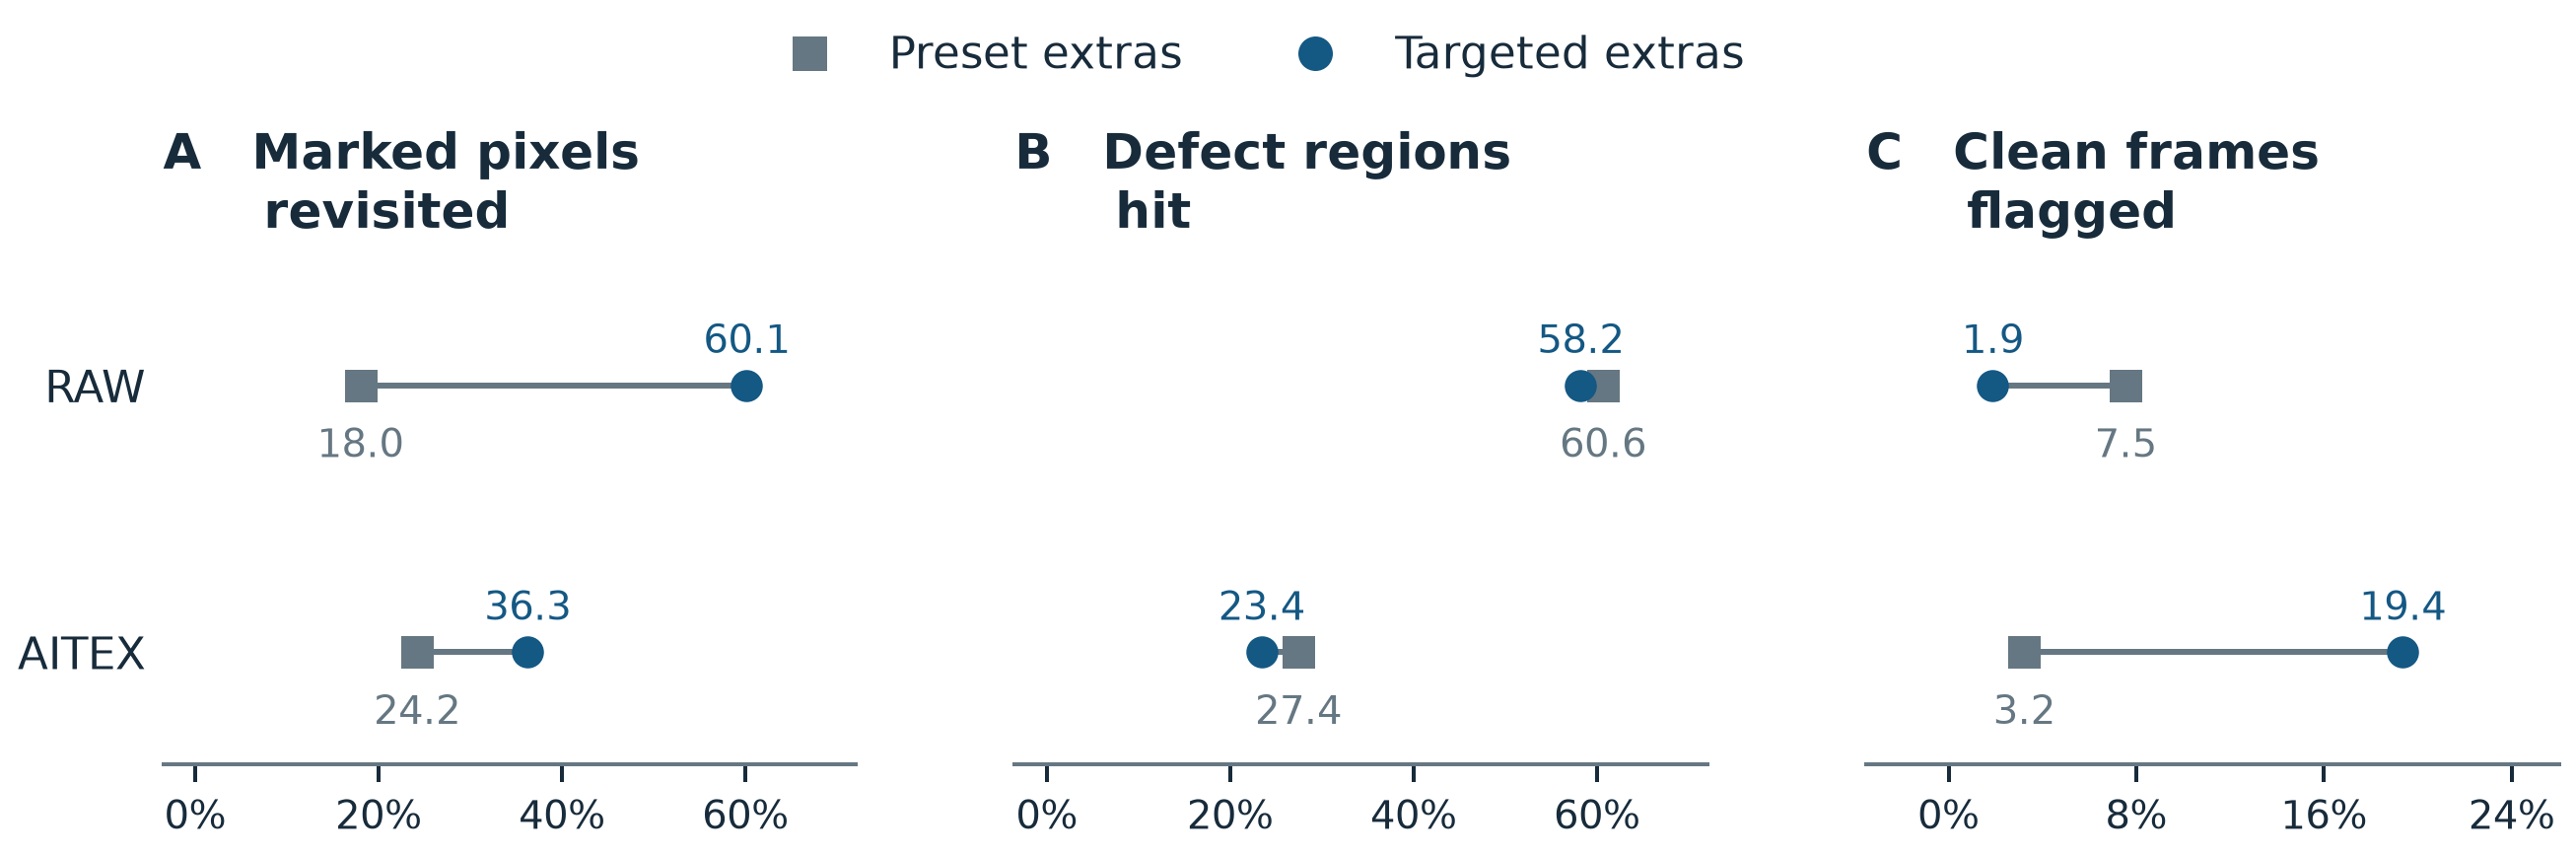 Preset extras
Targeted extras
A Marked pixels
revisited
B Defect regions
hit
C Clean frames
flagged
RAW
60.1
18.0
58.2
60.6
1.9
7.5
AITEX
36.3
24.2
23.4
27.4
19.4
3.2
0% 20% 40% 60%
0% 20% 40% 60%
0% 8% 16% 24%